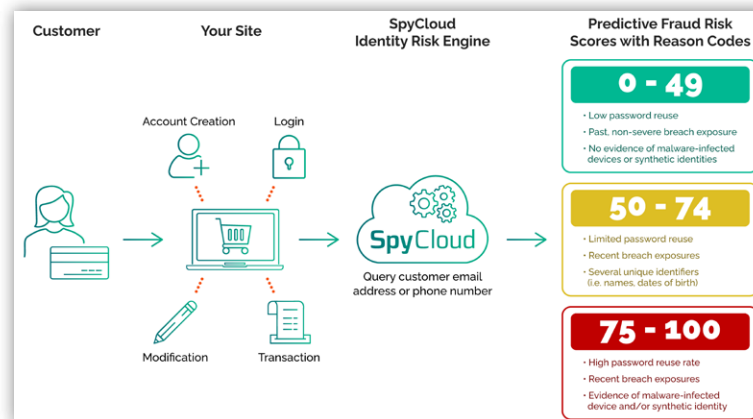 Customer
Your Site
SpyCloud
Identity Risk Engine
Predictive Fraud Risk
Scores with Reason Codes
Account Creation
Login
Modification
Transaction
SpyCloud
Query customer email
address or phone number
0 - 49
• Low password reuse
• Past, non-severe breach exposure
• No evidence of malware-infected
devices or synthetic identities
50 - 74
• Limited password reuse
• Recent breach exposures
• Several unique identifiers
(i.e. names, dates of birth)
75 - 100
• High password reuse rate
• Recent breach exposures
• Evidence of malware-infected
device and/or synthetic identity